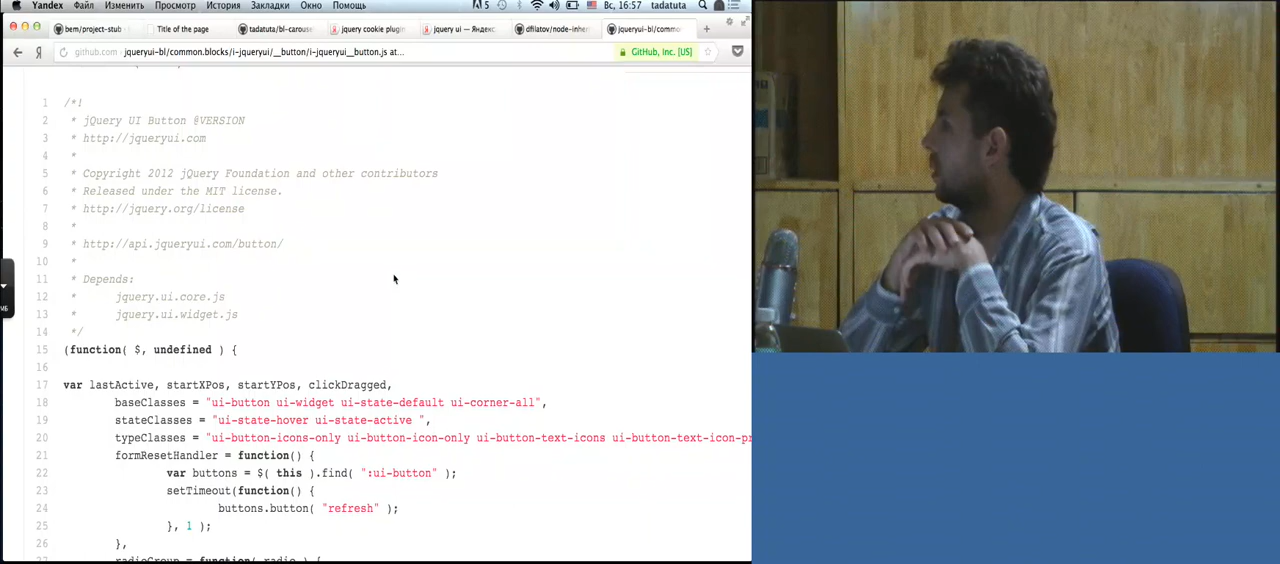 Yandex Файл Изменить Просмотр История Закладки Окно Помощь 5 Вс, 16:57 tadatuta
bem/project-stub Title of the page tadatuta/bl-carouse jquery cookie plugin jquery ui — Яндекс dfilatov/node-inher jqueryui-bl/commo
github.com jqueryui-bl/common.blocks/i-jqueryui/__button/i-jqueryui__button.js at... GitHub, Inc. [US]
1 /*!
2 * jQuery UI Button @VERSION
3 * http://jqueryui.com
4 *
5 * Copyright 2012 jQuery Foundation and other contributors
6 * Released under the MIT license.
7 * http://jquery.org/license
8 *
9 * http://api.jqueryui.com/button/
10 *
11 * Depends:
12 * jquery.ui.core.js
13 * jquery.ui.widget.js
14 */
15 (function( $, undefined ) {
16
17 var lastActive, startXPos, startYPos, clickDragged,
18 baseClasses = "ui-button ui-widget ui-state-default ui-corner-all",
19 stateClasses = "ui-state-hover ui-state-active ",
20 typeClasses = "ui-button-icons-only ui-button-icon-only ui-button-text-icons ui-button-text-icon-pr
21 formResetHandler = function() {
22 var buttons = $( this ).find( ":ui-button" );
23 setTimeout(function() {
24 buttons.button( "refresh" );
25 }, 1 );
26 },
27 radioGroup = function( radio ) {